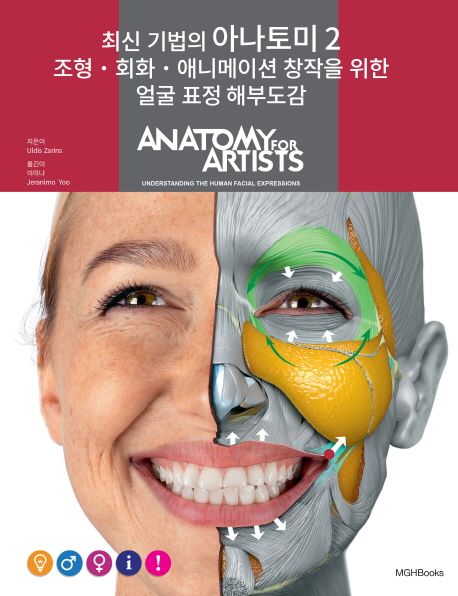 최신 기법의 아나토미 2
조형・회화・애니메이션 창작을 위한
얼굴 표정 해부도감
지은이
Uldis Zarins
옮긴이
이미나
Jeranimo Yoo
ANATOMY FOR
ARTISTS
UNDERSTANDING THE HUMAN FACIAL EXPRESSIONS
MGHBooks